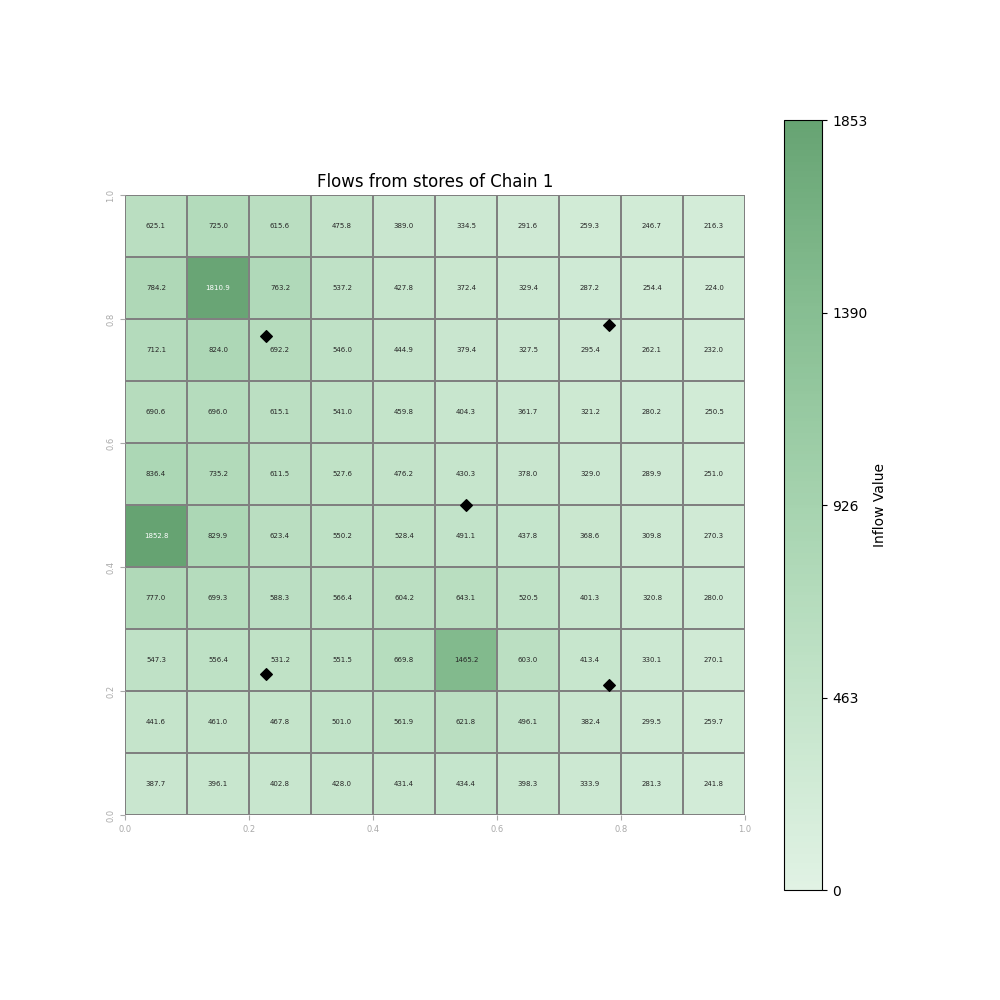 Flows from stores of Chain 1
1853
1390
926
463
0
Inflow Value
1.0
0.8
0.6
0.4
0.2
0.0
625.1 725.0 615.6 475.8 389.0 334.5 291.6 259.3 246.7 216.3
784.2 1810.9 763.2 537.2 427.8 372.4 329.4 287.2 254.4 224.0
712.1 824.0 692.2 546.0 444.9 379.4 327.5 295.4 262.1 232.0
690.6 696.0 615.1 541.0 459.8 404.3 361.7 321.2 280.2 250.5
836.4 735.2 611.5 527.6 476.2 430.3 378.0 329.0 289.9 251.0
1852.8 829.9 623.4 550.2 528.4 491.1 437.8 368.6 309.8 270.3
777.0 699.3 588.3 566.4 604.2 643.1 520.5 401.3 320.8 280.0
547.3 556.4 531.2 551.5 669.8 1465.2 603.0 413.4 330.1 270.1
441.6 461.0 467.8 501.0 561.9 621.8 496.1 382.4 299.5 259.7
387.7 396.1 402.8 428.0 431.4 434.4 398.3 333.9 281.3 241.8
0.0 0.2 0.4 0.6 0.8 1.0